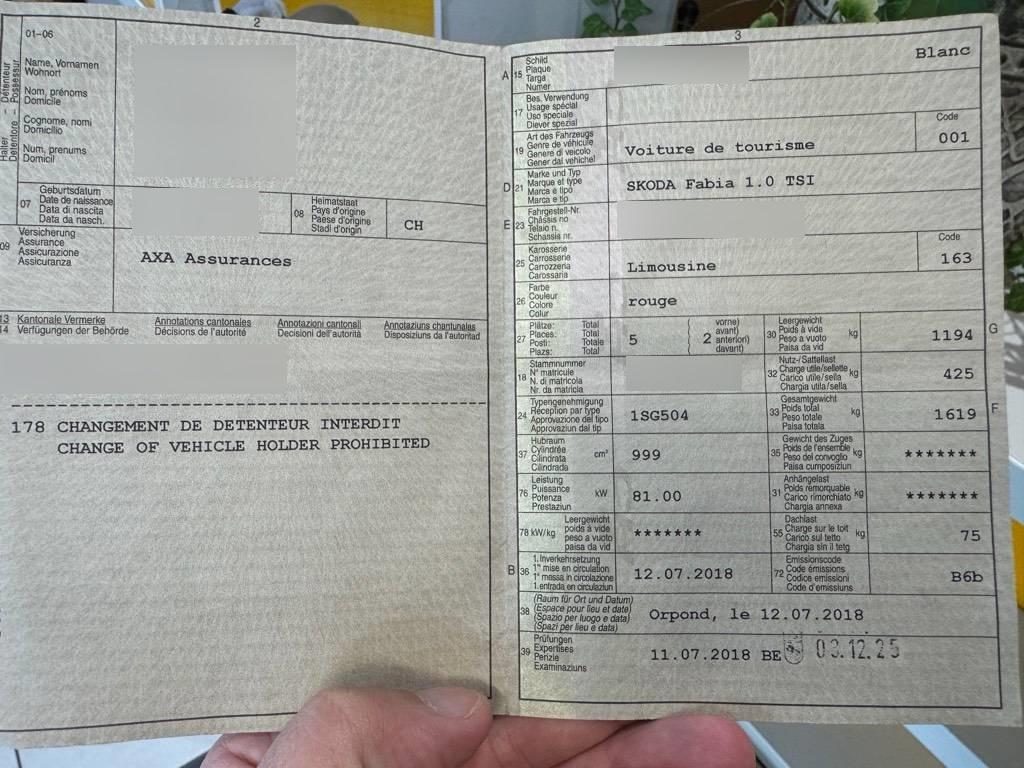 2
01-06
Halter – Détenteur
Detentore – Possessur
Name, Vornamen
Wohnort
Nom, prénoms
Domicile
Cognome, nomi
Domicilio
Num, prenums
Domicil
07
Geburtsdatum
Date de naissance
Data di nascita
Data da nasch.
08
Heimatstaat
Pays d'origine
Paese d'origine
Stadi d'origin
CH
09
Versicherung
Assurance
Assicurazione
Assicuranza
AXA Assurances
13
14
Kantonale Vermerke
Verfügungen der Behörde
Annotations cantonales
Décisions de l'autorité
Annotazioni cantonali
Decisioni dell'autorità
Annotaziuns chantunalas
Disposiziuns da l'autoritad
178 CHANGEMENT DE DETENTEUR INTERDIT
CHANGE OF VEHICLE HOLDER PROHIBITED
3
A 15
Schild
Plaque
Targa
Numer
Blanc
17
Bes. Verwendung
Usage spécial
Uso speciale
Diever spezial
19
Art des Fahrzeugs
Genre de véhicule
Genere di veicolo
Gener dal vehichel
Voiture de tourisme
Code
001
D 21
Marke und Typ
Marque et type
Marca e tipo
Marca e tip
SKODA Fabia 1.0 TSI
E 23
Fahrgestell-Nr.
Châssis no
Telaio n.
Schassis nr.
25
Karosserie
Carrosserie
Carrozzeria
Carossaria
Limousine
Code
163
26
Farbe
Couleur
Colore
Colur
rouge
27
Plätze: Total
Places: Total
Posti: Totale
Plazs: Total
5
2
vorne)
avant)
anteriori)
davant)
30
Leergewicht
Poids à vide
Peso a vuoto
Paisa da vid
kg
1194
G
18
Stammnummer
N° matricule
N. di matricola
Nr. da matricla
32
Nutz-/Sattellast
Charge utile/sellette
Carico utile/sella
Chargia utila/sella
kg
425
24
Typengenehmigung
Réception par type
Approvazione del tipo
Approvaziun dal tip
1SG504
33
Gesamtgewicht
Poids total
Peso totale
Paisa totala
kg
1619
F
37
Hubraum
Cylindrée
Cilindrata
Cilindrada
cm³
999
35
Gewicht des Zuges
Poids de l'ensemble
Peso del convoglio
Paisa cumposiziun
kg
*******
76
Leistung
Puissance
Potenza
Prestaziun
kW
81.00
31
Anhängelast
Poids remorquable
Carico rimorchiato
Chargia annexa
kg
*******
78 kW/kg
Leergewicht
poids à vide
peso a vuoto
paisa da vid
*******
55
Dachlast
Charge sur le toit
Carico sul tetto
Chargia sin il tetg
kg
75
B 36
1. Inverkehrsetzung
1re mise en circulation
1a messa in circolazione
1. entrada en circulaziun
12.07.2018
72
Emissionscode
Code émissions
Codice emissioni
Code d'emissiuns
B6b
38
(Raum für Ort und Datum)
(Espace pour lieu et date)
(Spazio per luogo e data)
(Spazi per lieu e data)
Orpond, le 12.07.2018
39
Prüfungen
Expertises
Perizie
Examinaziuns
11.07.2018 BE
03.12.25